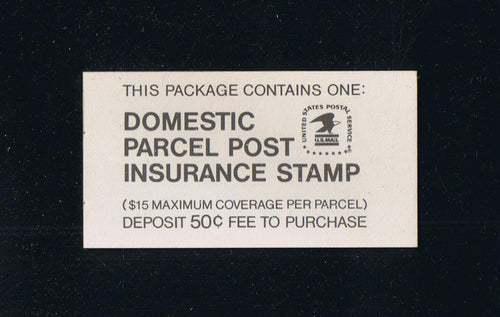 THIS PACKAGE CONTAINS ONE:
DOMESTIC
PARCEL POST
INSURANCE STAMP
UNITED STATES POSTAL SERVICE
U.S.MAIL
($15 MAXIMUM COVERAGE PER PARCEL)
DEPOSIT 50¢ FEE TO PURCHASE